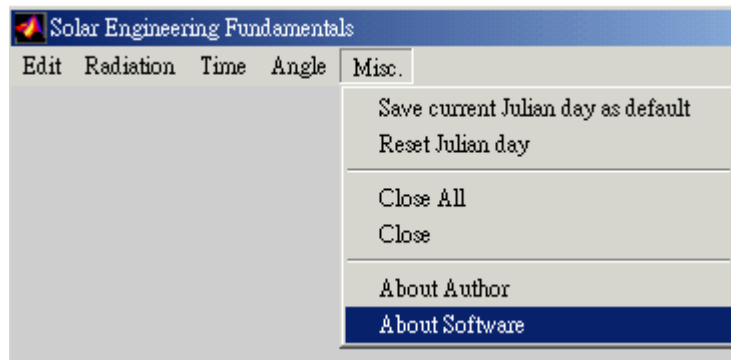 Solar Engineering Fundamentals
Edit Radiation Time Angle Misc.
Save current Julian day as default
Reset Julian day
Close All
Close
About Author
About Software